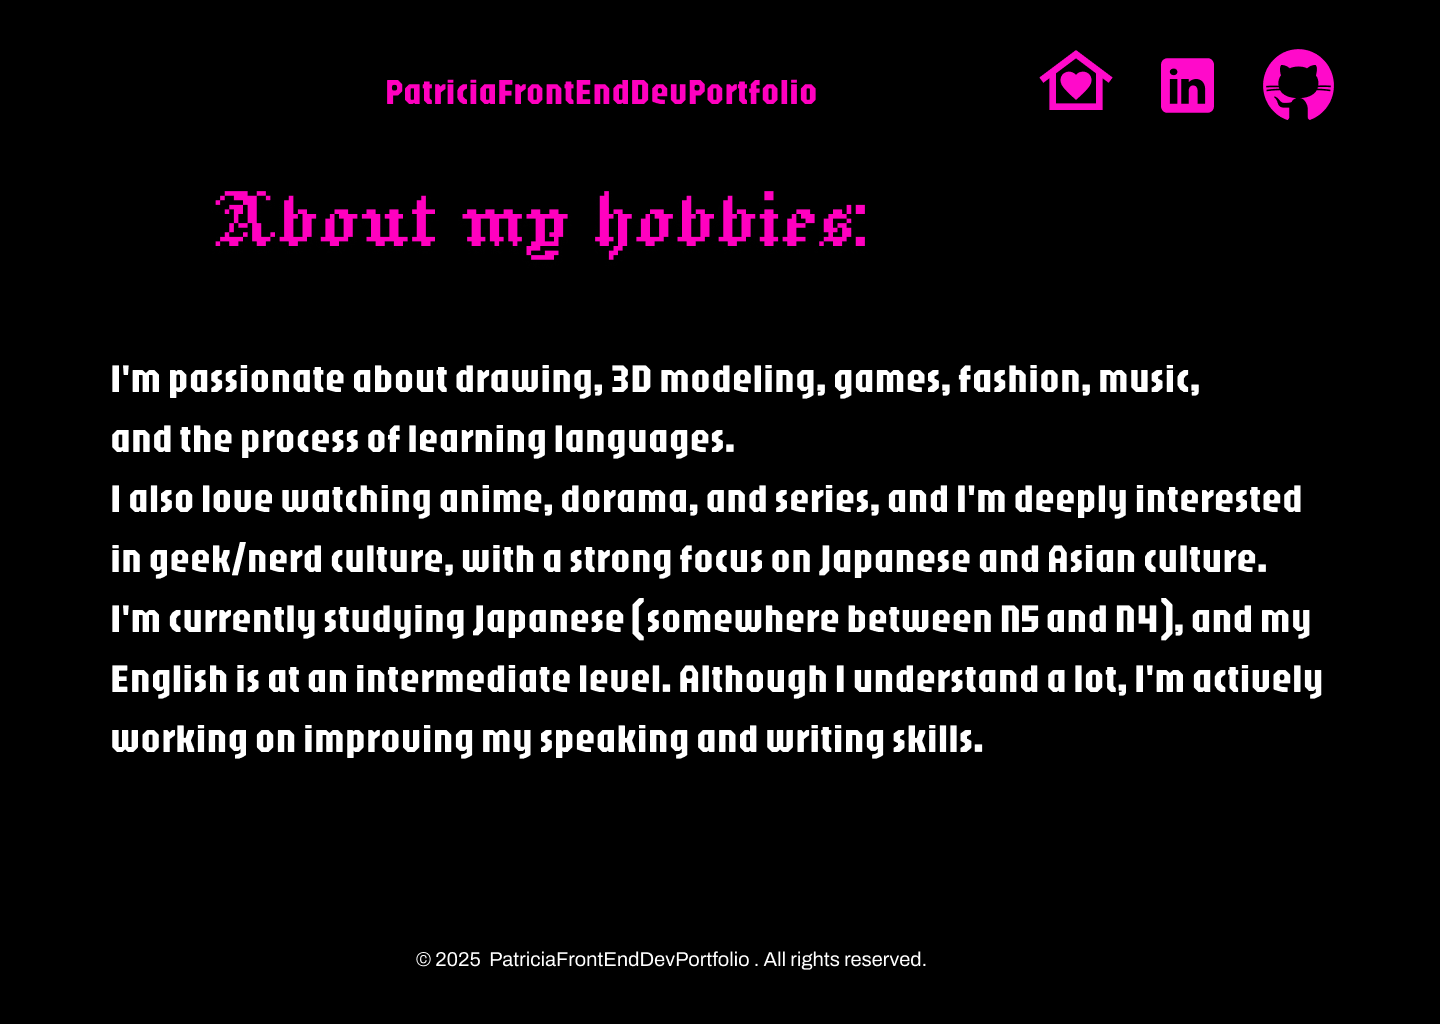 PatriciaFrontEndDevPortfolio
in
About my hobbies:
I'm passionate about drawing, 3D modeling, games, fashion, music,
and the process of learning languages.
I also love watching anime, dorama, and series, and I'm deeply interested
in geek/nerd culture, with a strong focus on Japanese and Asian culture.
I'm currently studying Japanese (somewhere between N5 and N4), and my
English is at an intermediate level. Although I understand a lot, I'm actively
working on improving my speaking and writing skills.
© 2025 PatriciaFrontEndDevPortfolio . All rights reserved.